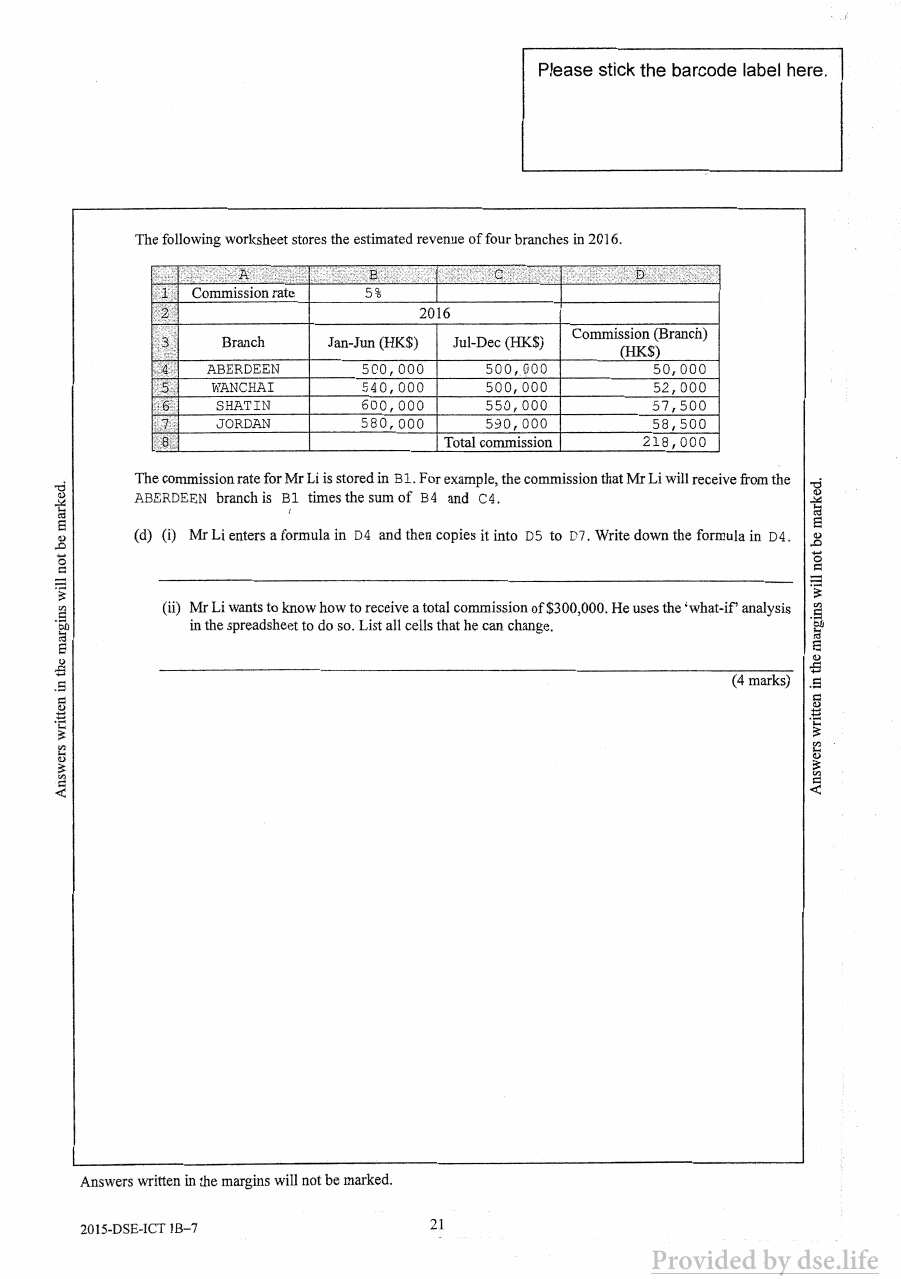 Please stick the barcode label here.
The following worksheet stores the estimated revenue of four branches in 2016.
A B C D
1 Commission rate 5%
2 2016
3 Branch Jan-Jun (HK$) Jul-Dec (HK$) Commission (Branch) (HK$)
4 ABERDEEN 500,000 500,000 50,000
5 WANCHAI 540,000 500,000 52,000
6 SHATIN 600,000 550,000 57,500
7 JORDAN 580,000 590,000 58,500
8 Total commission 218,000
The commission rate for Mr Li is stored in B1. For example, the commission that Mr Li will receive from the
ABERDEEN branch is B1 times the sum of B4 and C4.
(d) (i) Mr Li enters a formula in D4 and then copies it into D5 to D7. Write down the formula in D4.
(ii) Mr Li wants to know how to receive a total commission of $300,000. He uses the ‘what-if’ analysis
in the spreadsheet to do so. List all cells that he can change.
(4 marks)
Answers written in the margins will not be marked.
Answers written in the margins will not be marked.
Answers written in the margins will not be marked.
2015-DSE-ICT 1B–7
21
Provided by dse.life